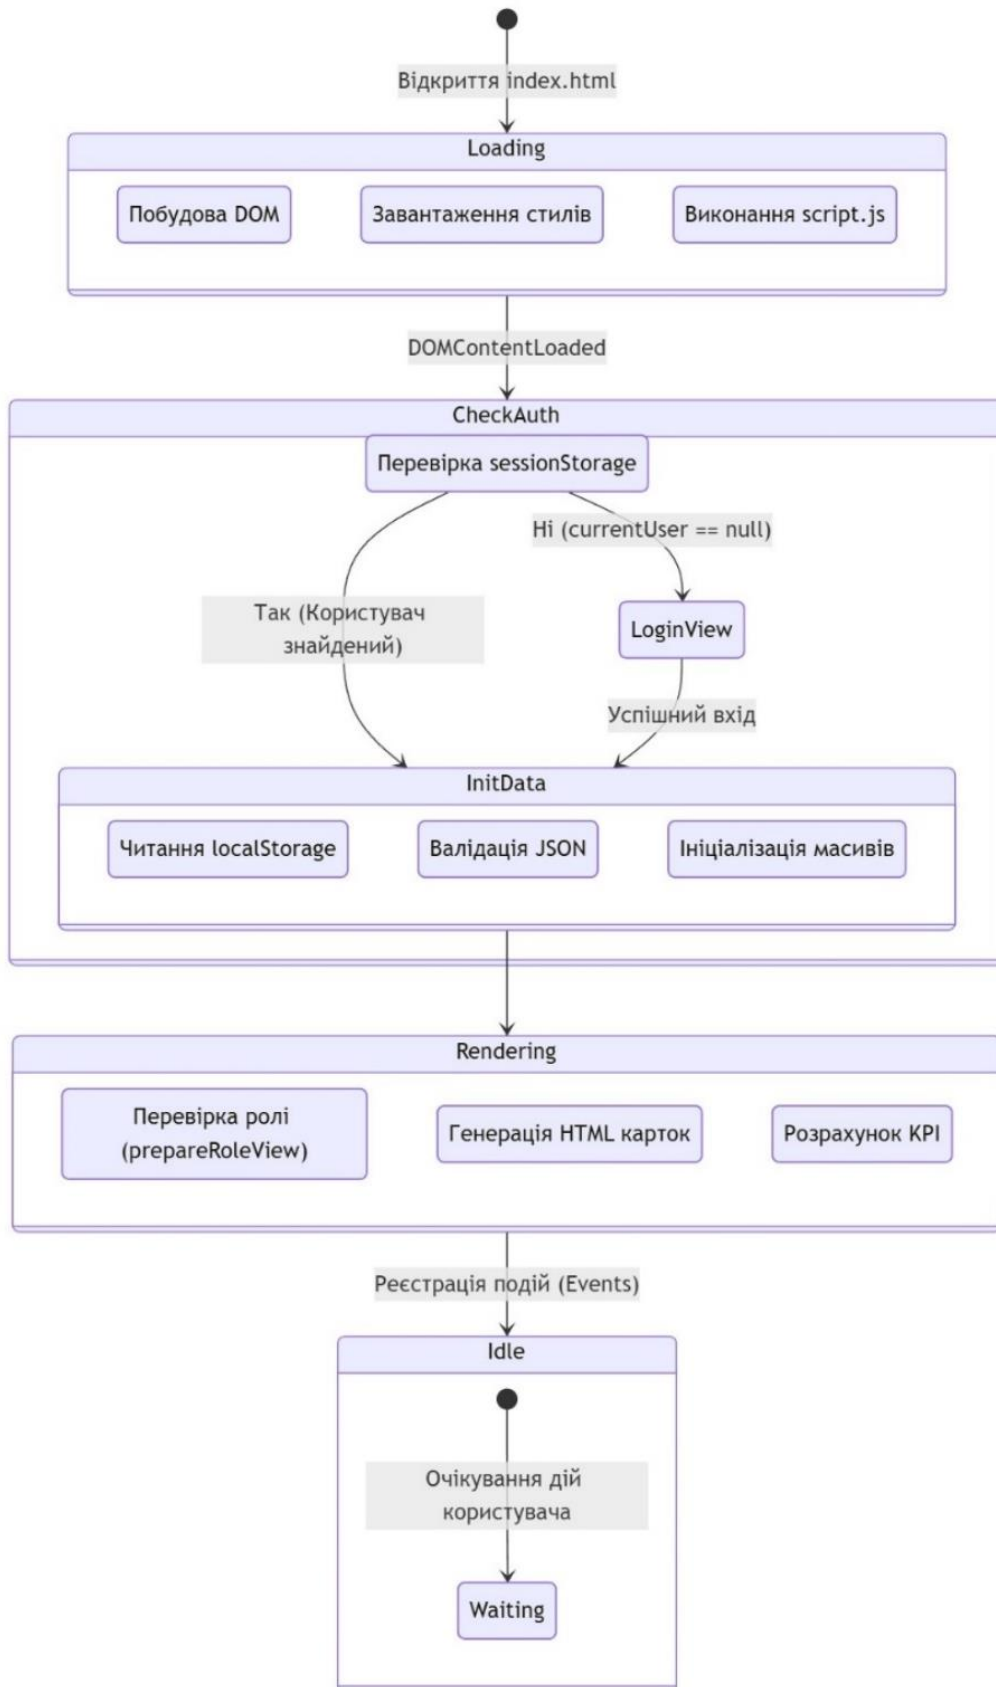 Відкриття index.html
Loading
Побудова DOM
Завантаження стилів
Виконання script.js
DOMContentLoaded
CheckAuth
Перевірка sessionStorage
Ні (currentUser == null)
Так (Користувач
знайдений)
LoginView
Успішний вхід
InitData
Читання localStorage
Валідація JSON
Ініціалізація масивів
Rendering
Перевірка ролі
(prepareRoleView)
Генерація HTML карток
Розрахунок KPI
Реєстрація подій (Events)
Idle
Очікування дій
користувача
Waiting